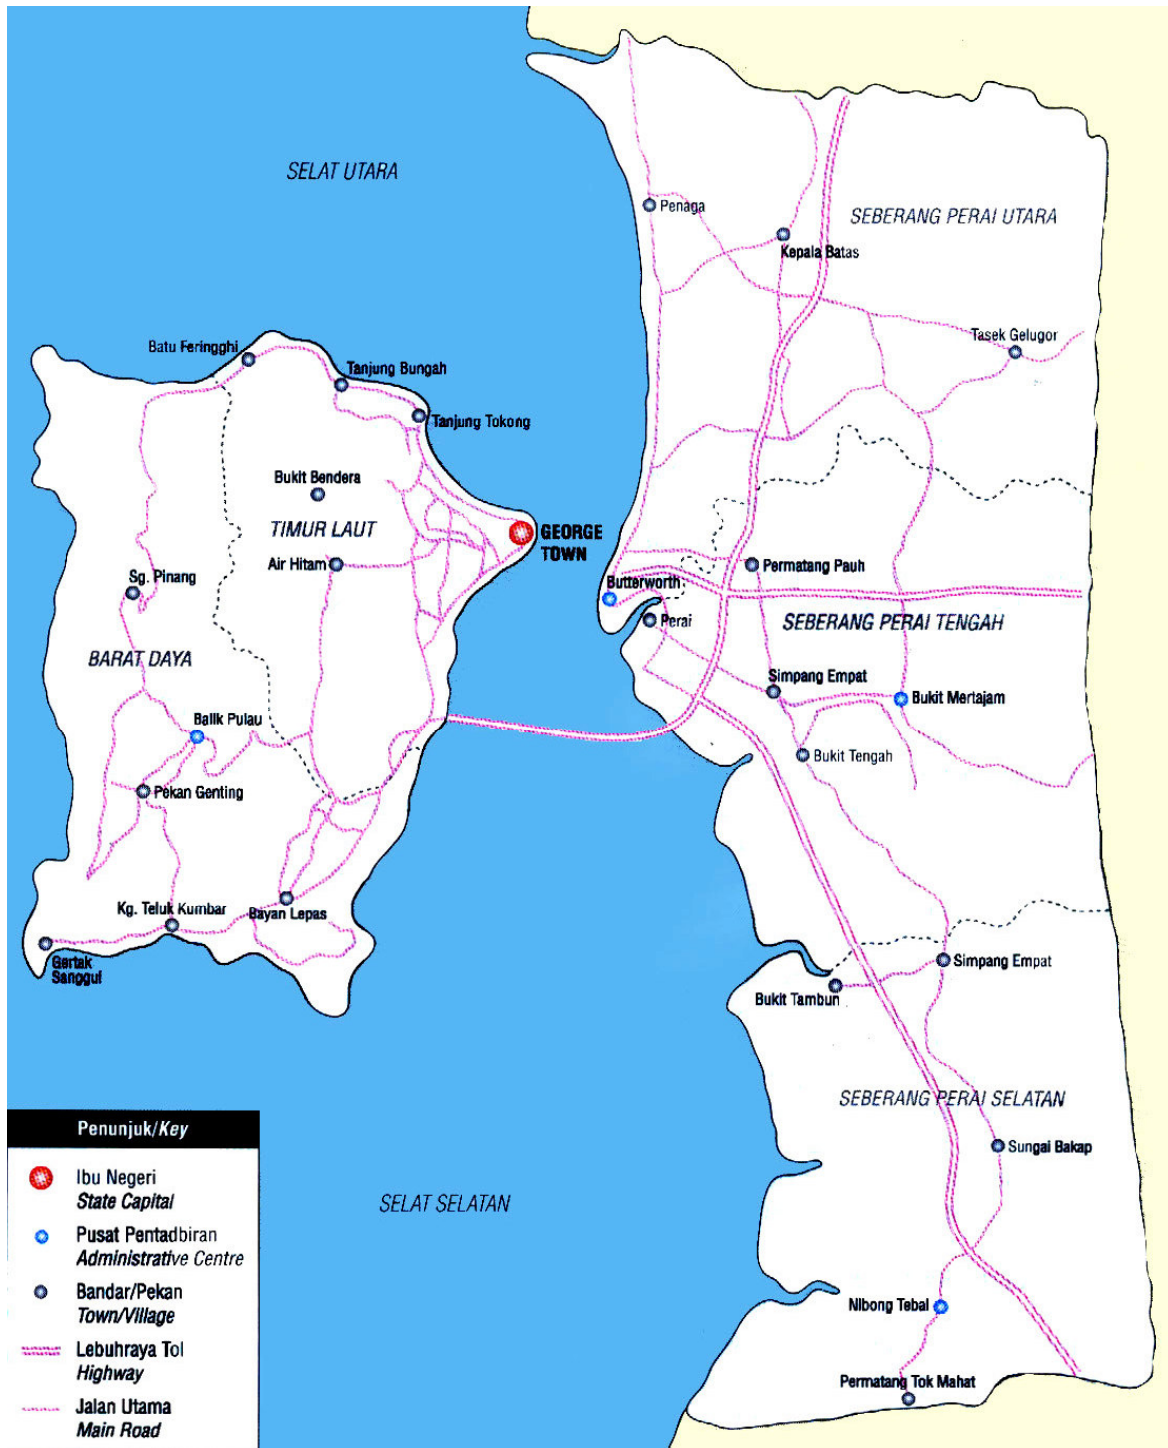 SELAT UTARA
Penaga
SEBERANG PERAI UTARA
Kepala Batas
Tasek Gelugor
Batu Feringghi
Tanjung Bungah
Tanjung Tokong
Bukit Bendera
TIMUR LAUT
GEORGE
TOWN
Air Hitam
Permatang Pauh
Sg. Pinang
Butterworth
Perai
SEBERANG PERAI TENGAH
BARAT DAYA
Simpang Empat
Bukit Mertajam
Balik Pulau
Bukit Tengah
Pekan Genting
Kg. Teluk Kumbar
Bayan Lepas
Gertak
Sanggul
Simpang Empat
Bukit Tambun
SEBERANG PERAI SELATAN
Sungai Bakap
SELAT SELATAN
Nibong Tebal
Permatang Tok Mahat
Penunjuk/Key
Ibu Negeri
State Capital
Pusat Pentadbiran
Administrative Centre
Bandar/Pekan
Town/Village
Lebuhraya Tol
Highway
Jalan Utama
Main Road